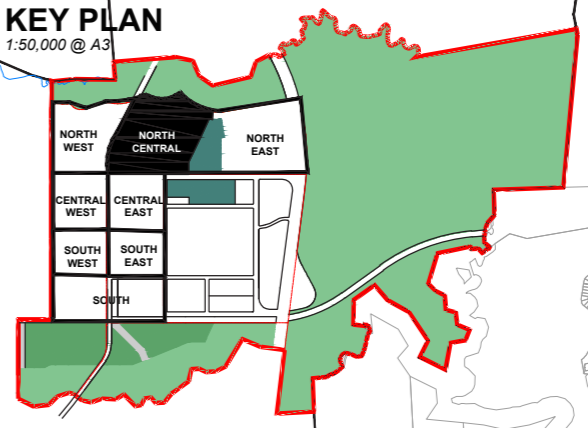 KEY PLAN
1:50,000 @ A3
NORTH
WEST
NORTH
CENTRAL
NORTH
EAST
CENTRAL
WEST
CENTRAL
EAST
SOUTH
WEST
SOUTH
EAST
SOUTH